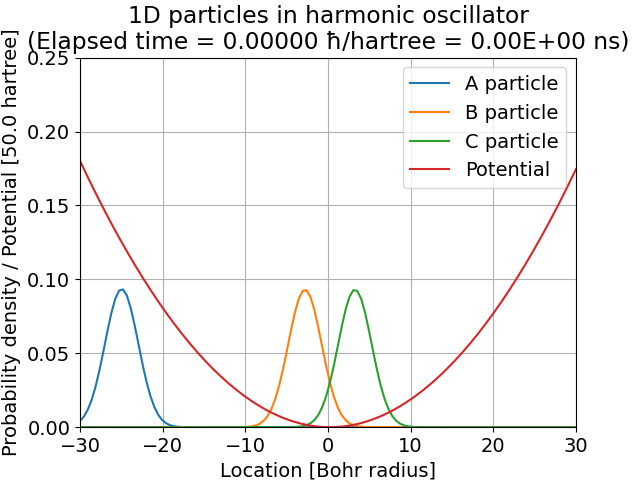 1D particles in harmonic oscillator
(Elapsed time = 0.00000 ħ/hartree = 0.00E+00 ns)
Probability density / Potential [50.0 hartree]
0.25
0.20
0.15
0.10
0.05
0.00
A particle
B particle
C particle
Potential
−30 −20 −10 0 10 20 30
Location [Bohr radius]